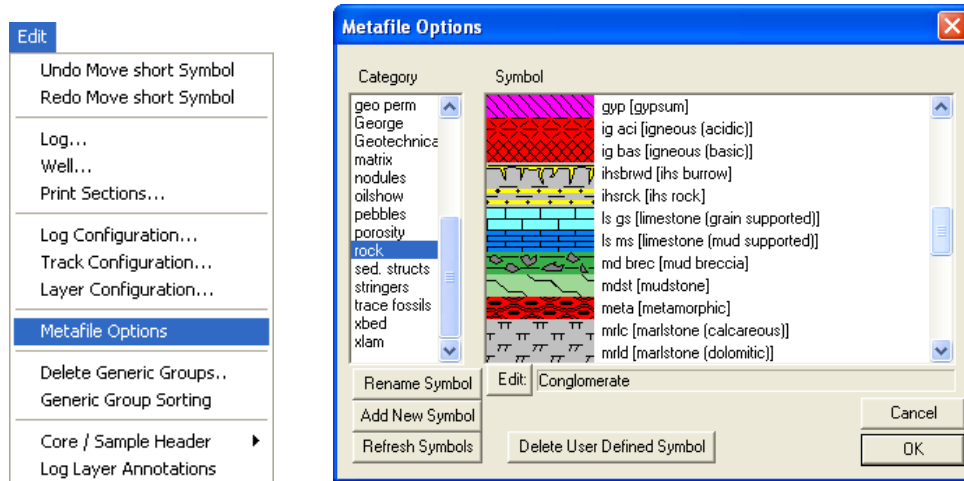 Edit
Undo Move short Symbol
Redo Move short Symbol
Log...
Well...
Print Sections...
Log Configuration...
Track Configuration...
Layer Configuration...
Metafile Options
Delete Generic Groups..
Generic Group Sorting
Core / Sample Header
Log Layer Annotations
Metafile Options
Category
Symbol
geo perm
George
Geotechnica
matrix
nodules
oilshow
pebbles
porosity
rock
sed. structs
stringers
trace fossils
xbed
xlam
gyp [gypsum]
ig aci [igneous (acidic)]
ig bas [igneous (basic)]
ihsbrwd [ihs burrow]
ihsrck [ihs rock]
ls gs [limestone (grain supported)]
ls ms [limestone (mud supported)]
md brec [mud breccia]
mdst [mudstone]
meta [metamorphic]
mrlc [marlstone (calcareous)]
mrld [marlstone (dolomitic)]
Rename Symbol
Edit:
Conglomerate
Add New Symbol
Cancel
Refresh Symbols
Delete User Defined Symbol
OK